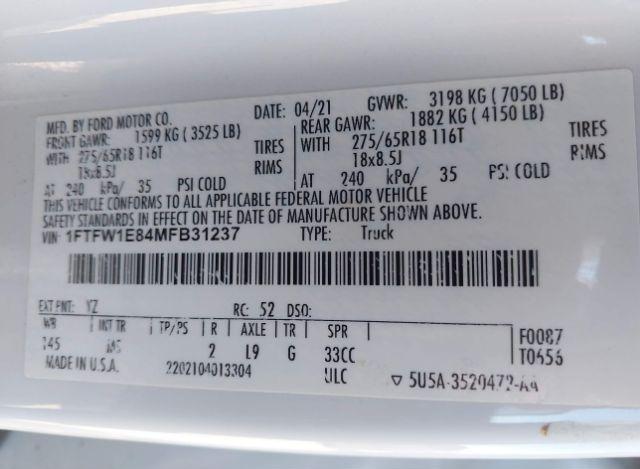 MFD. BY FORD MOTOR CO. DATE: 04/21 GVWR: 3198 KG ( 7050 LB)
FRONT GAWR: 1599 KG ( 3525 LB) REAR GAWR: 1882 KG ( 4150 LB)
WITH 275/65R18 116T TIRES WITH 275/65R18 116T TIRES
18x8.5J RIMS 18x8.5J RIMS
AT 240 kPa/ 35 PSI COLD AT 240 kPa/ 35 PSI COLD
THIS VEHICLE CONFORMS TO ALL APPLICABLE FEDERAL MOTOR VEHICLE
SAFETY STANDARDS IN EFFECT ON THE DATE OF MANUFACTURE SHOWN ABOVE.
VIN: 1FTFW1E84MFB31237 TYPE: Truck
EXT PNT: YZ RC: 52 DSO:
WB INT TR TP/PS R AXLE TR SPR
145 2 L9 G 33CC
F0087
T0656
MADE IN U.S.A. 2202104013304 ULC ▽ 5U5A-3520472-AA